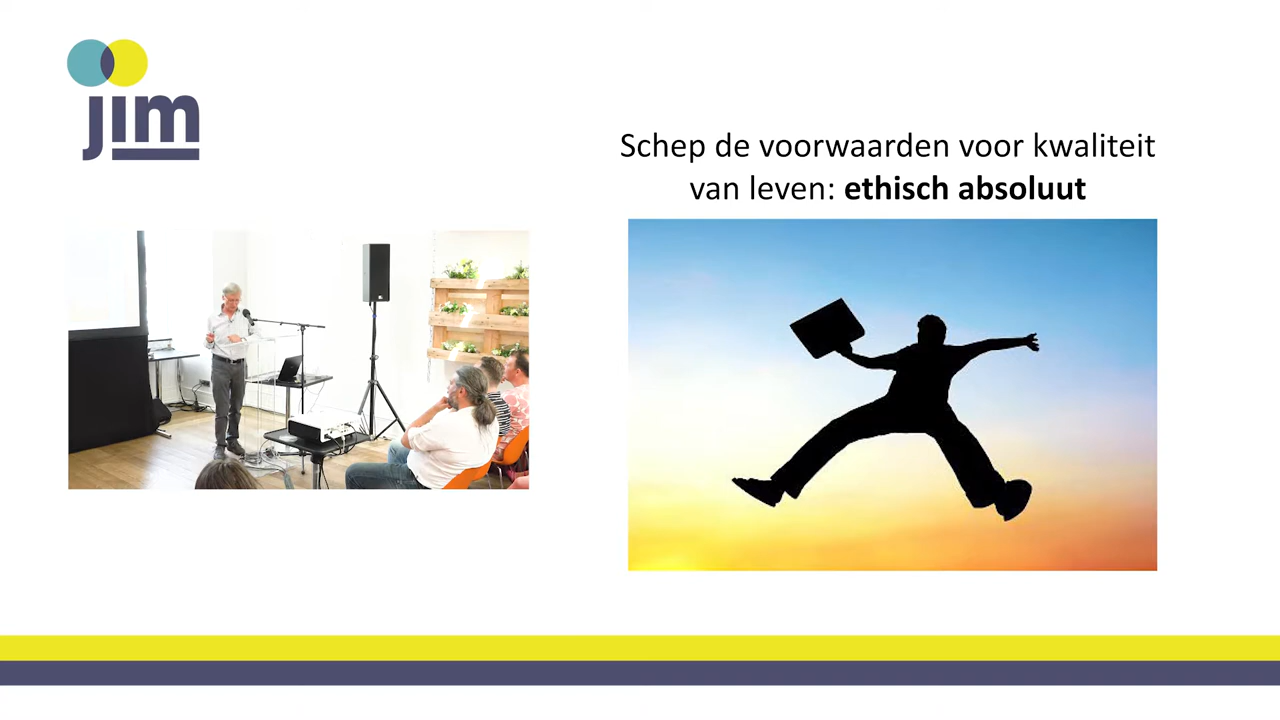 jim
Schep de voorwaarden voor kwaliteit
van leven: ethisch absoluut